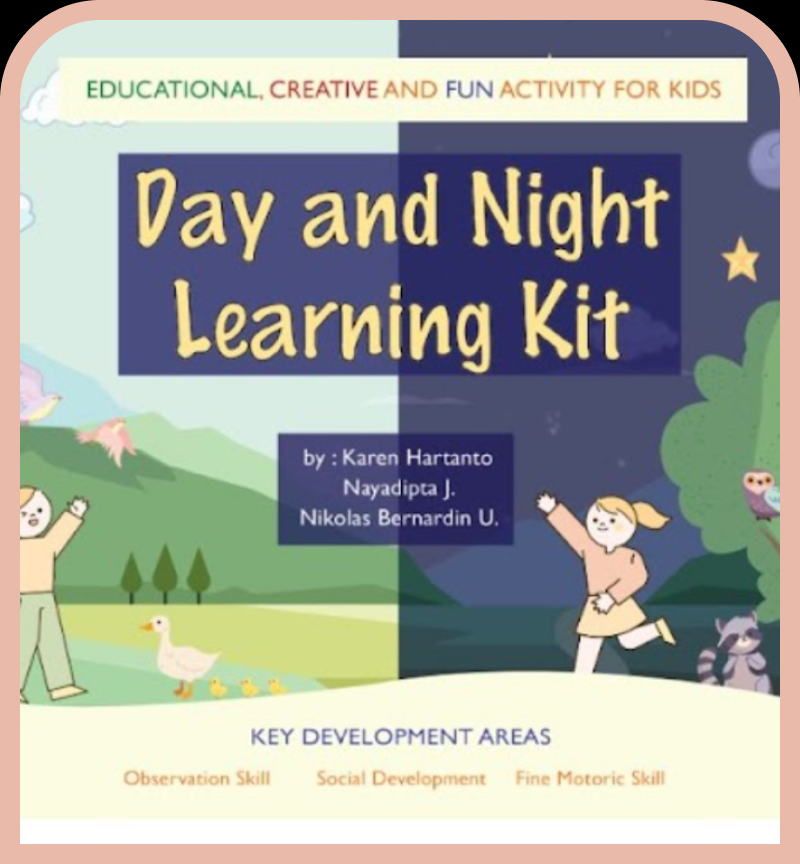 EDUCATIONAL, CREATIVE AND FUN ACTIVITY FOR KIDS
Day and Night
Learning Kit
by : Karen Hartanto
Nayadipta J.
Nikolas Bernardin U.
KEY DEVELOPMENT AREAS
Observation Skill Social Development Fine Motoric Skill